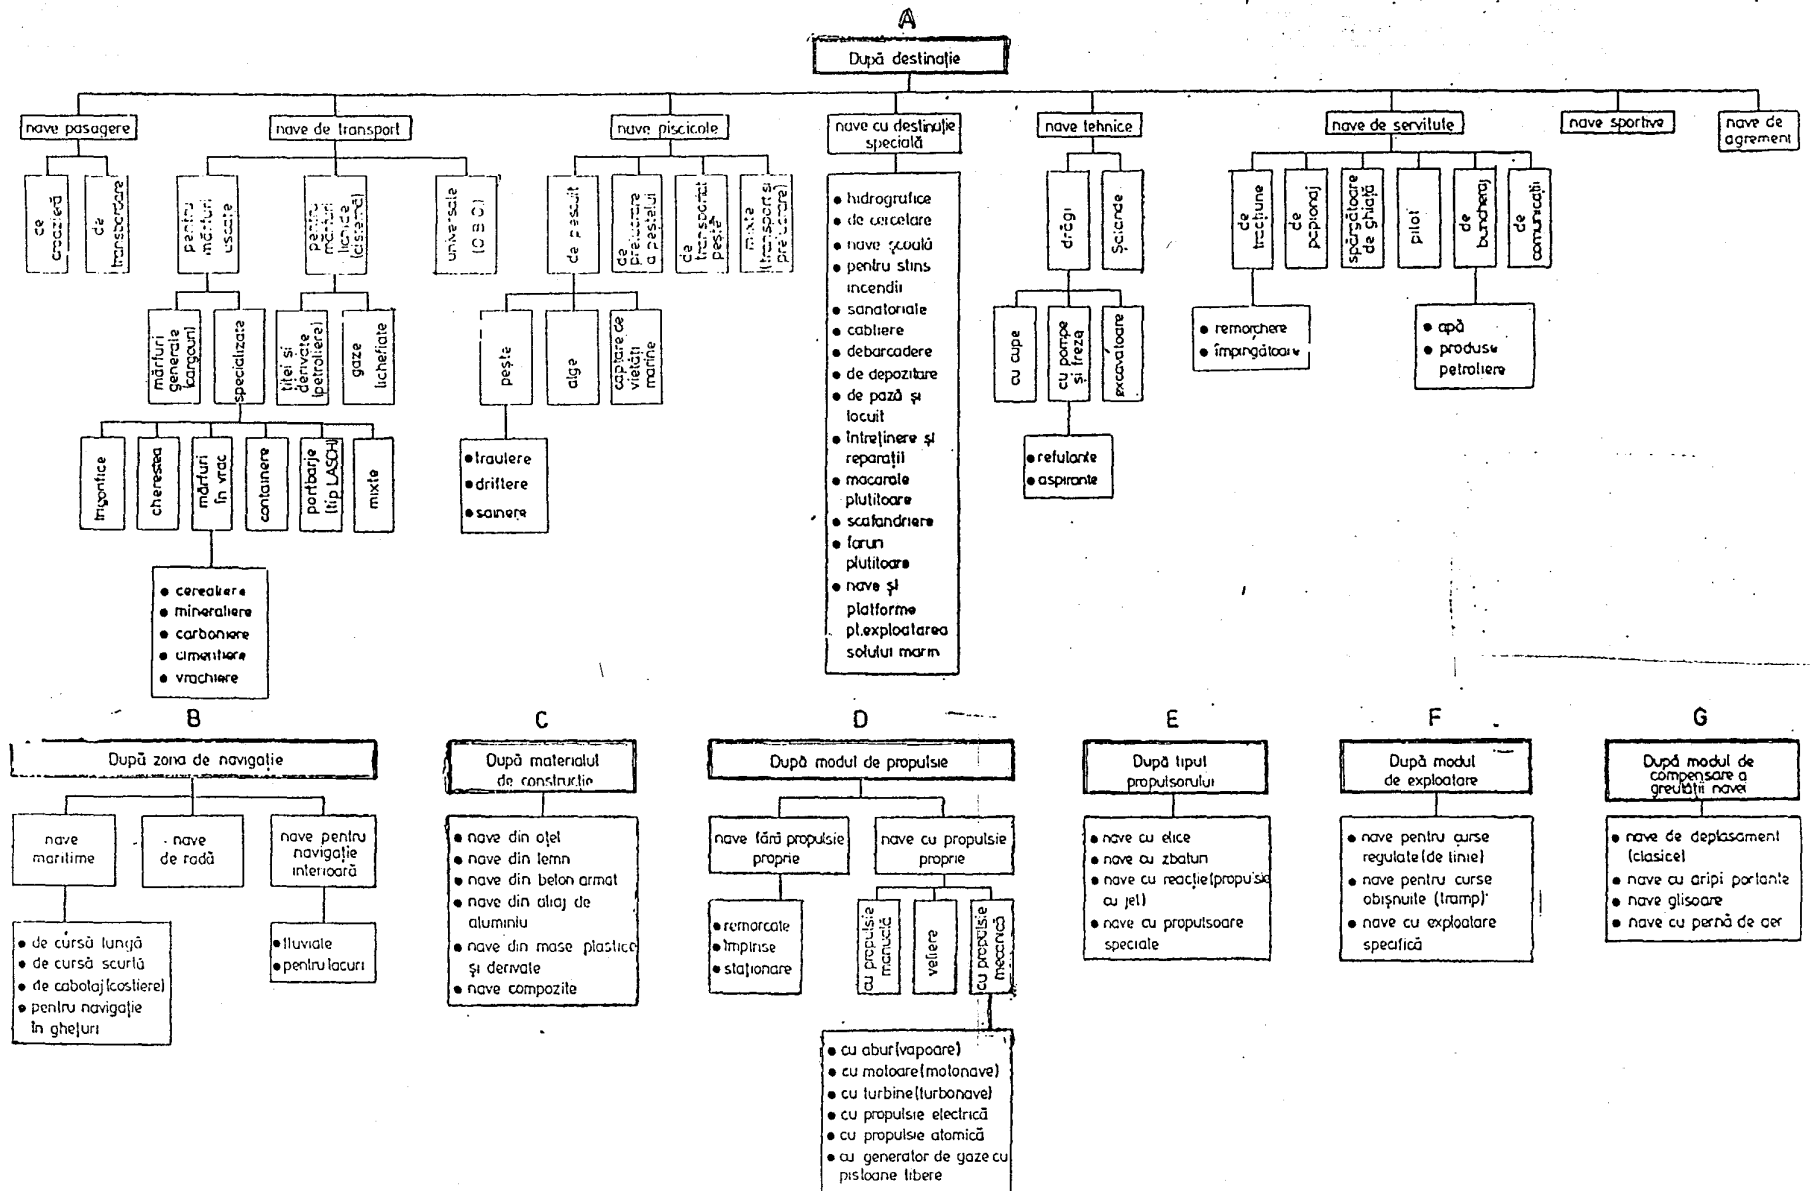 A
După destinație
nave pasagere
nave de transport
nave piscicole
nave cu destinație
specială
nave tehnice
nave de servitute
nave sportive
nave de
agrement
de
croazieră
de
transbordare
pentru
mărfuri
uscate
pentru
mărfuri
lichide
(cisternă)
universale
(O B O)
de pescuit
de
prelucrare
a peștelui
de
transportat
pește
mixte
(transport și
prelucrare)
hidrografice
de cercetare
nave școală
pentru stins
incendii
sanatoriale
cabliere
debarcadere
de depozitare
de pază și
locuit
întreținere și
reparații
macarale
plutitoare
scafandriere
faruri
plutitoare
nave și
platforme
pt.exploatarea
solului marin
drăgi
Șalande
de
tracțiune
de
papionaj
spărgătoare
de ghiață
pilot
de
buncheraj
de
comunicații
mărfuri
generale
(cargouri)
specializate
țiței și
derivate
(petroliere)
gaze
lichefiate
pește
alge
captare de
vietăți
marine
cu cupe
cu pompe
și freză
excavatoare
remorchere
împingătoare
apă
produse
petroliere
frigorifice
cherestea
mărfuri
în vrac
containere
portbarje
(tip LASCH)
mixte
traulere
driftere
sainere
refulante
aspirante
cerealiere
mineraliere
carboniere
cimentiere
vrachiere
B
După zona de navigație
nave
maritime
nave
de radă
nave pentru
navigație
interioară
de cursă lungă
de cursă scurtă
de cabotaj(costiere)
pentru navigație
în ghețuri
fluviale
pentru lacuri
C
După materialul
de construcție
nave din oțel
nave din lemn
nave din beton armat
nave din aliaj de
aluminiu
nave din mase plastice
și derivate
nave compozite
D
După modul de propulsie
nave fără propulsie
proprie
nave cu propulsie
proprie
remorcate
împinse
staționare
cu propulsie
manuală
veliere
cu propulsie
mecanică
cu abur(vapoare)
cu motoare(motonave)
cu turbine(turbonave)
cu propulsie electrică
cu propulsie atomică
cu generator de gaze cu
pistoane libere
E
După tipul
propulsorului
nave cu elice
nave cu zbaturi
nave cu reacție(propulsie
cu jet)
nave cu propulsoare
speciale
F
După modul
de exploatare
nave pentru curse
regulate(de linie)
nave pentru curse
obișnuite (tramp)
nave cu exploatare
specifică
G
După modul de
compensare a
greutății navei
nave de deplasament
(clasice)
nave cu aripi portante
nave glisoare
nave cu pernă de aer